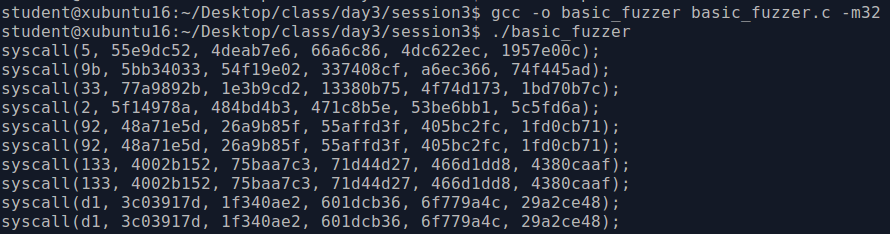 student@xubuntu16:~/Desktop/class/day3/session3$ gcc -o basic_fuzzer basic_fuzzer.c -m32
student@xubuntu16:~/Desktop/class/day3/session3$ ./basic_fuzzer
syscall(5, 55e9dc52, 4deab7e6, 66a6c86, 4dc622ec, 1957e00c);
syscall(9b, 5bb34033, 54f19e02, 337408cf, a6ec366, 74f445ad);
syscall(33, 77a9892b, 1e3b9cd2, 13380b75, 4f74d173, 1bd70b7c);
syscall(2, 5f14978a, 484bd4b3, 471c8b5e, 53be6bb1, 5c5fd6a);
syscall(92, 48a71e5d, 26a9b85f, 55affd3f, 405bc2fc, 1fd0cb71);
syscall(92, 48a71e5d, 26a9b85f, 55affd3f, 405bc2fc, 1fd0cb71);
syscall(133, 4002b152, 75baa7c3, 71d44d27, 466d1dd8, 4380caaf);
syscall(133, 4002b152, 75baa7c3, 71d44d27, 466d1dd8, 4380caaf);
syscall(d1, 3c03917d, 1f340ae2, 601dcb36, 6f779a4c, 29a2ce48);
syscall(d1, 3c03917d, 1f340ae2, 601dcb36, 6f779a4c, 29a2ce48);